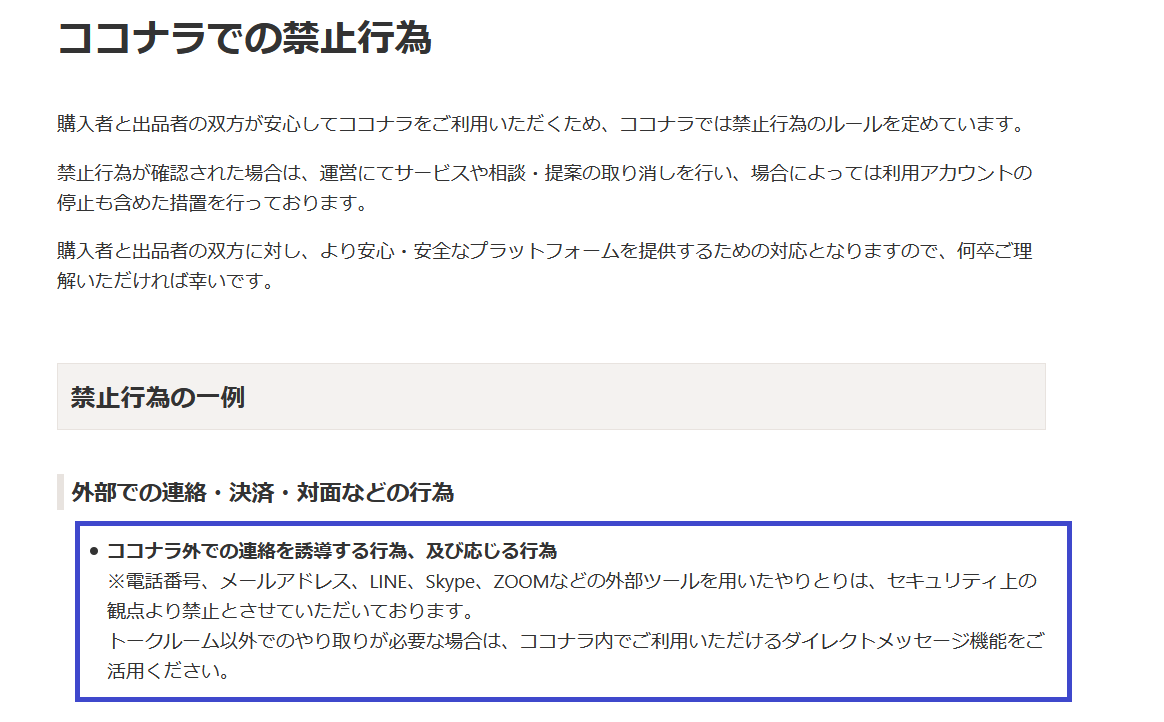 ココナラでの禁止行為
購入者と出品者の双方が安心してココナラをご利用いただくため、ココナラでは禁止行為のルールを定めています。
禁止行為が確認された場合は、運営にてサービスや相談・提案の取り消しを行い、場合によっては利用アカウントの
停止も含めた措置を行っております。
購入者と出品者の双方に対し、より安心・安全なプラットフォームを提供するための対応となりますので、何卒ご理
解いただければ幸いです。
禁止行為の一例
外部での連絡・決済・対面などの行為
● ココナラ外での連絡を誘導する行為、及び応じる行為
※電話番号、メールアドレス、LINE、Skype、ZOOMなどの外部ツールを用いたやりとりは、セキュリティ上の
観点より禁止とさせていただいております。
トークルーム以外でのやり取りが必要な場合は、ココナラ内でご利用いただけるダイレクトメッセージ機能をご
活用ください。